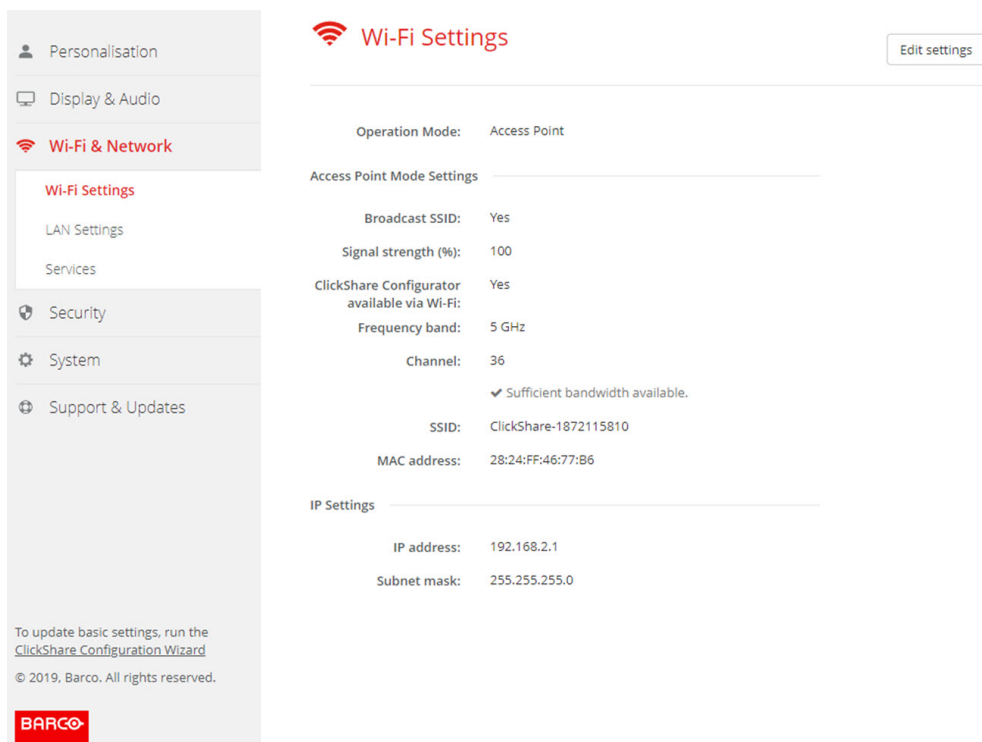 Personalisation
Display & Audio
Wi-Fi & Network
Wi-Fi Settings
LAN Settings
Services
Security
System
Support & Updates
To update basic settings, run the
ClickShare Configuration Wizard
© 2019, Barco. All rights reserved.
BARCO
Wi-Fi Settings
Edit settings
Operation Mode: Access Point
Access Point Mode Settings
Broadcast SSID: Yes
Signal strength (%): 100
ClickShare Configurator Yes
available via Wi-Fi:
Frequency band: 5 GHz
Channel: 36
✔ Sufficient bandwidth available.
SSID: ClickShare-1872115810
MAC address: 28:24:FF:46:77:B6
IP Settings
IP address: 192.168.2.1
Subnet mask: 255.255.255.0